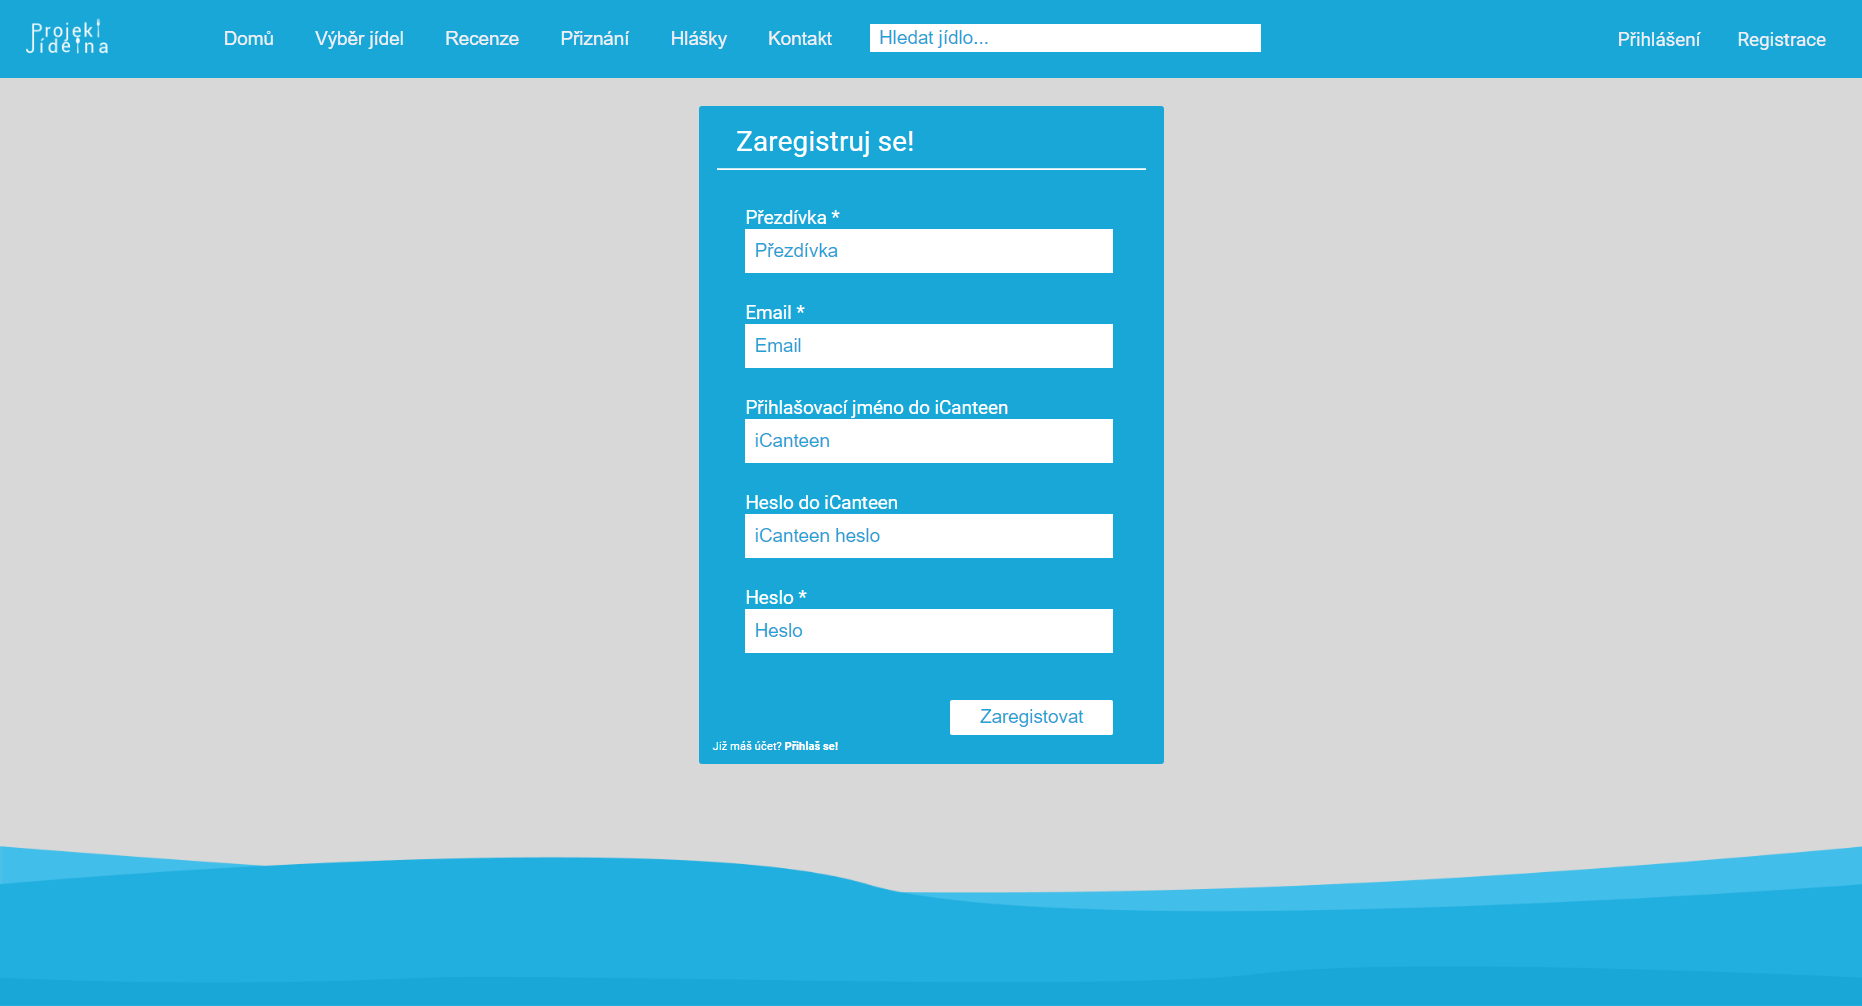 Projekt
Jídelna
Domů Výběr jídel Recenze Přiznání Hlášky Kontakt Hledat jídlo... Přihlášení Registrace
Zaregistruj se!
Přezdívka *
Přezdívka
Email *
Email
Přihlašovací jméno do iCanteen
iCanteen
Heslo do iCanteen
iCanteen heslo
Heslo *
Heslo
Zaregistovat
Již máš účet? Přihlaš se!